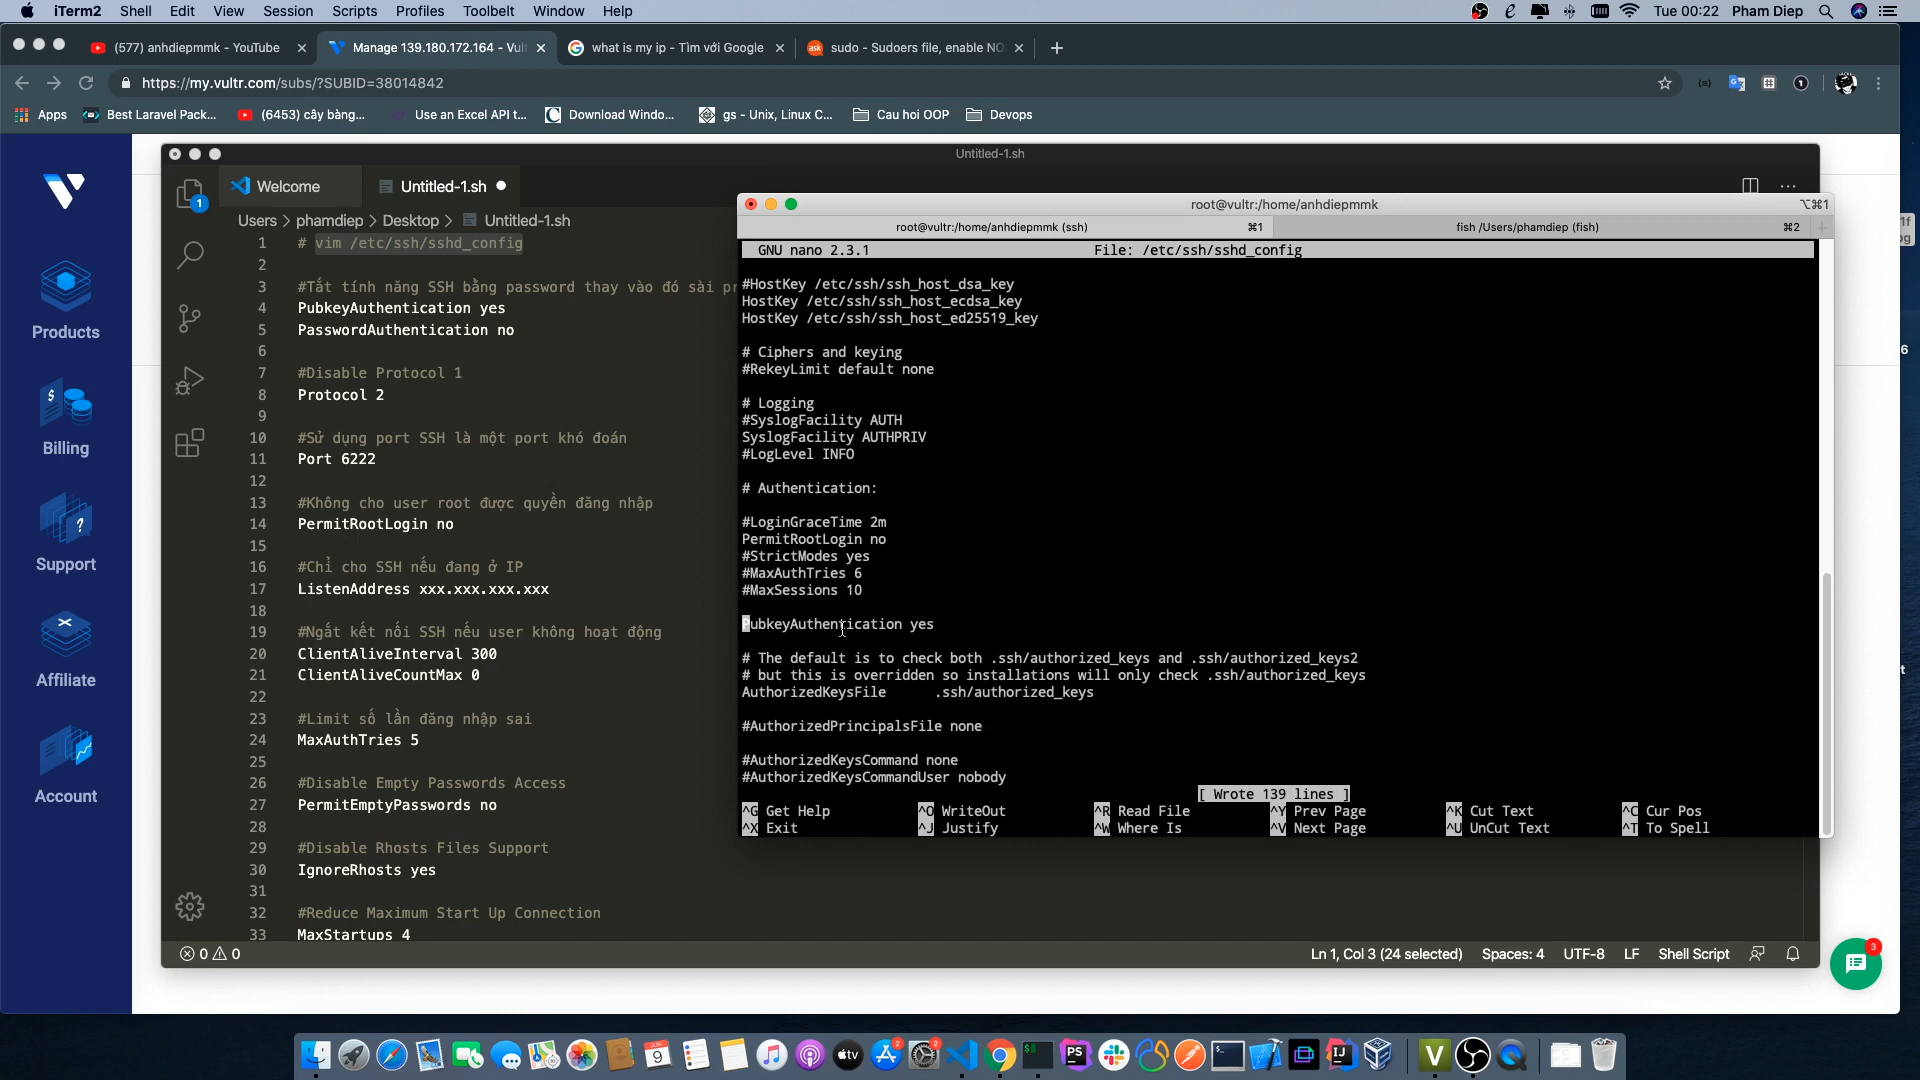 iTerm2 Shell Edit View Session Scripts Profiles Toolbelt Window Help Tue 00:22 Pham Diep
(577) anhdiepmmk - YouTube Manage 139.180.172.164 - Vul what is my ip - Tìm với Google sudo - Sudoers file, enable NO
https://my.vultr.com/subs/?SUBID=38014842
Apps Best Laravel Pack... (6453) cây bàng... Use an Excel API t... Download Windo... gs - Unix, Linux C... Cau hoi OOP Devops
Products
Billing
Support
Affiliate
Account
Untitled-1.sh
Welcome Untitled-1.sh
1
Users > phamdiep > Desktop > Untitled-1.sh
1 # vim /etc/ssh/sshd_config
2
3 #Tắt tính năng SSH bằng password thay vào đó sài pr
4 PubkeyAuthentication yes
5 PasswordAuthentication no
6
7 #Disable Protocol 1
8 Protocol 2
9
10 #Sử dụng port SSH là một port khó đoán
11 Port 6222
12
13 #Không cho user root được quyền đăng nhập
14 PermitRootLogin no
15
16 #Chỉ cho SSH nếu đang ở IP
17 ListenAddress xxx.xxx.xxx.xxx
18
19 #Ngắt kết nối SSH nếu user không hoạt động
20 ClientAliveInterval 300
21 ClientAliveCountMax 0
22
23 #Limit số lần đăng nhập sai
24 MaxAuthTries 5
25
26 #Disable Empty Passwords Access
27 PermitEmptyPasswords no
28
29 #Disable Rhosts Files Support
30 IgnoreRhosts yes
31
32 #Reduce Maximum Start Up Connection
33 MaxStartups 4
0 0 Ln 1, Col 3 (24 selected) Spaces: 4 UTF-8 LF Shell Script
root@vultr:/home/anhdiepmmk ⌥⌘1
root@vultr:/home/anhdiepmmk (ssh) ⌘1 fish /Users/phamdiep (fish) ⌘2
GNU nano 2.3.1 File: /etc/ssh/sshd_config
#HostKey /etc/ssh/ssh_host_dsa_key
HostKey /etc/ssh/ssh_host_ecdsa_key
HostKey /etc/ssh/ssh_host_ed25519_key
# Ciphers and keying
#RekeyLimit default none
# Logging
#SyslogFacility AUTH
SyslogFacility AUTHPRIV
#LogLevel INFO
# Authentication:
#LoginGraceTime 2m
PermitRootLogin no
#StrictModes yes
#MaxAuthTries 6
#MaxSessions 10
PubkeyAuthentication yes
# The default is to check both .ssh/authorized_keys and .ssh/authorized_keys2
# but this is overridden so installations will only check .ssh/authorized_keys
AuthorizedKeysFile .ssh/authorized_keys
#AuthorizedPrincipalsFile none
#AuthorizedKeysCommand none
#AuthorizedKeysCommandUser nobody
[ Wrote 139 lines ]
^G Get Help ^O WriteOut ^R Read File ^Y Prev Page ^K Cut Text ^C Cur Pos
^X Exit ^J Justify ^W Where Is ^V Next Page ^U UnCut Text ^T To Spell
3
JUN
9
2
2
tv
PS
IJ